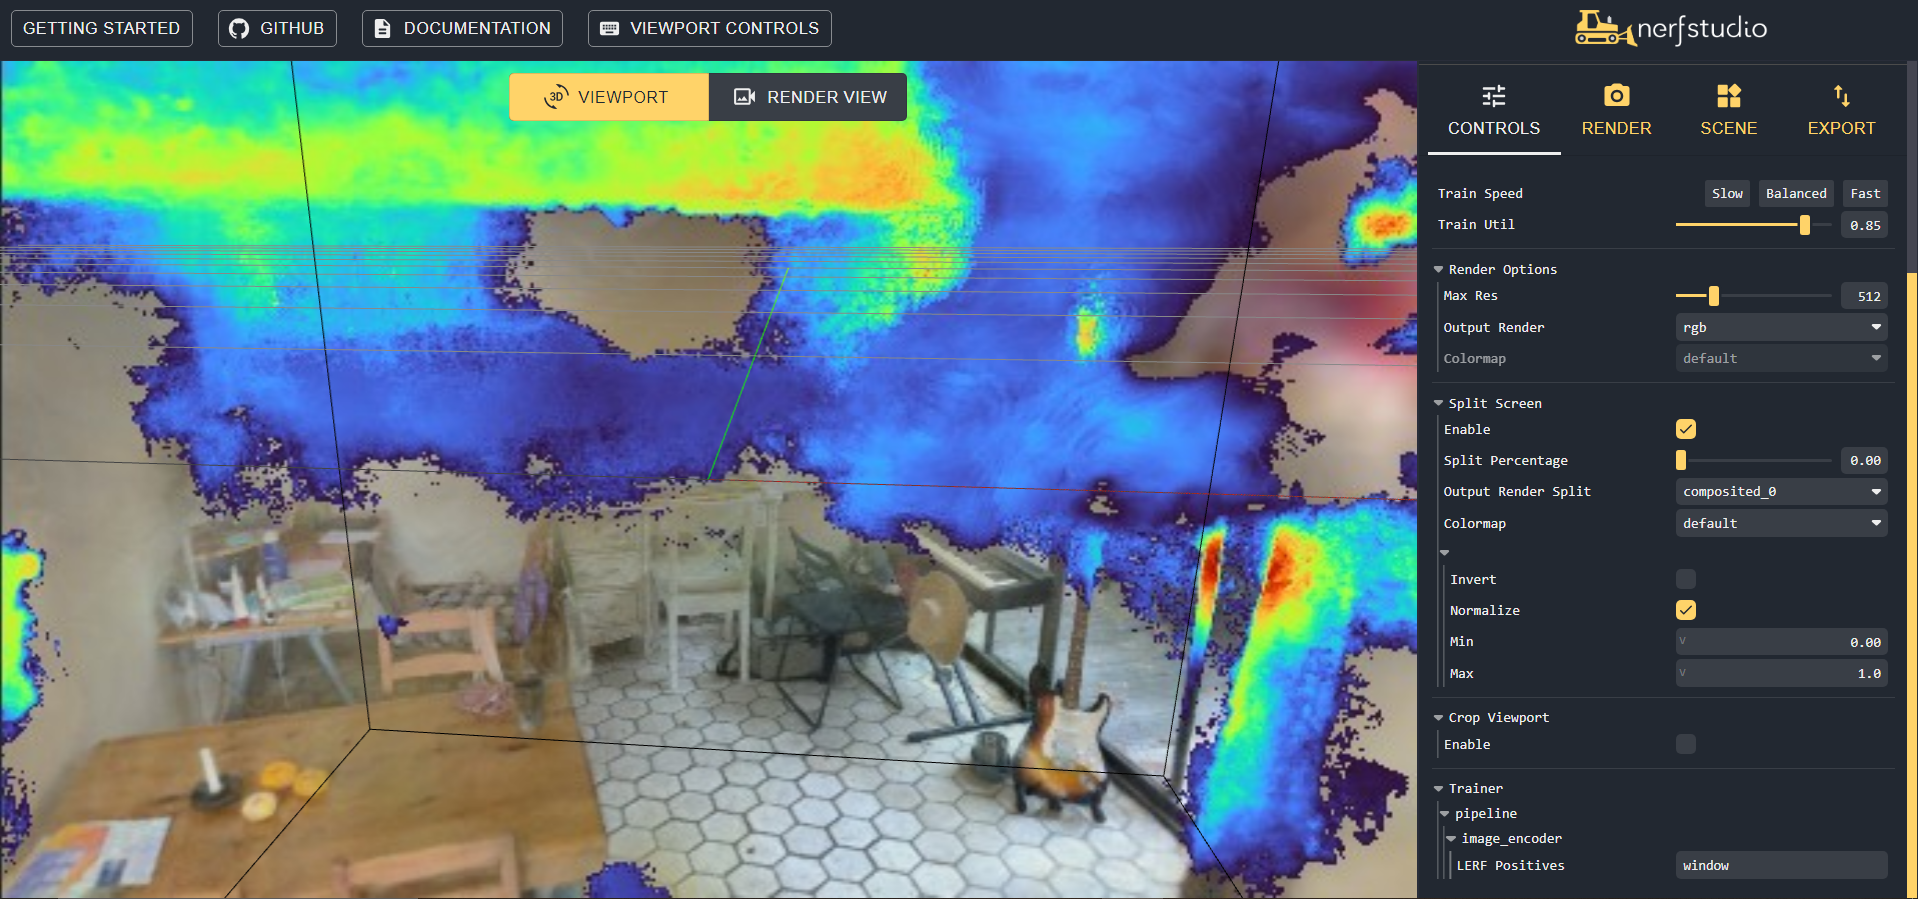 GETTING STARTED
GITHUB
DOCUMENTATION
VIEWPORT CONTROLS
nerfstudio
3D VIEWPORT
RENDER VIEW
CONTROLS
RENDER
SCENE
EXPORT
Train Speed Slow Balanced Fast
Train Util 0.85
Render Options
Max Res 512
Output Render rgb
Colormap default
Split Screen
Enable
Split Percentage 0.00
Output Render Split composited_0
Colormap default
Invert
Normalize
Min V 0.00
Max V 1.0
Crop Viewport
Enable
Trainer
pipeline
image_encoder
LERF Positives window